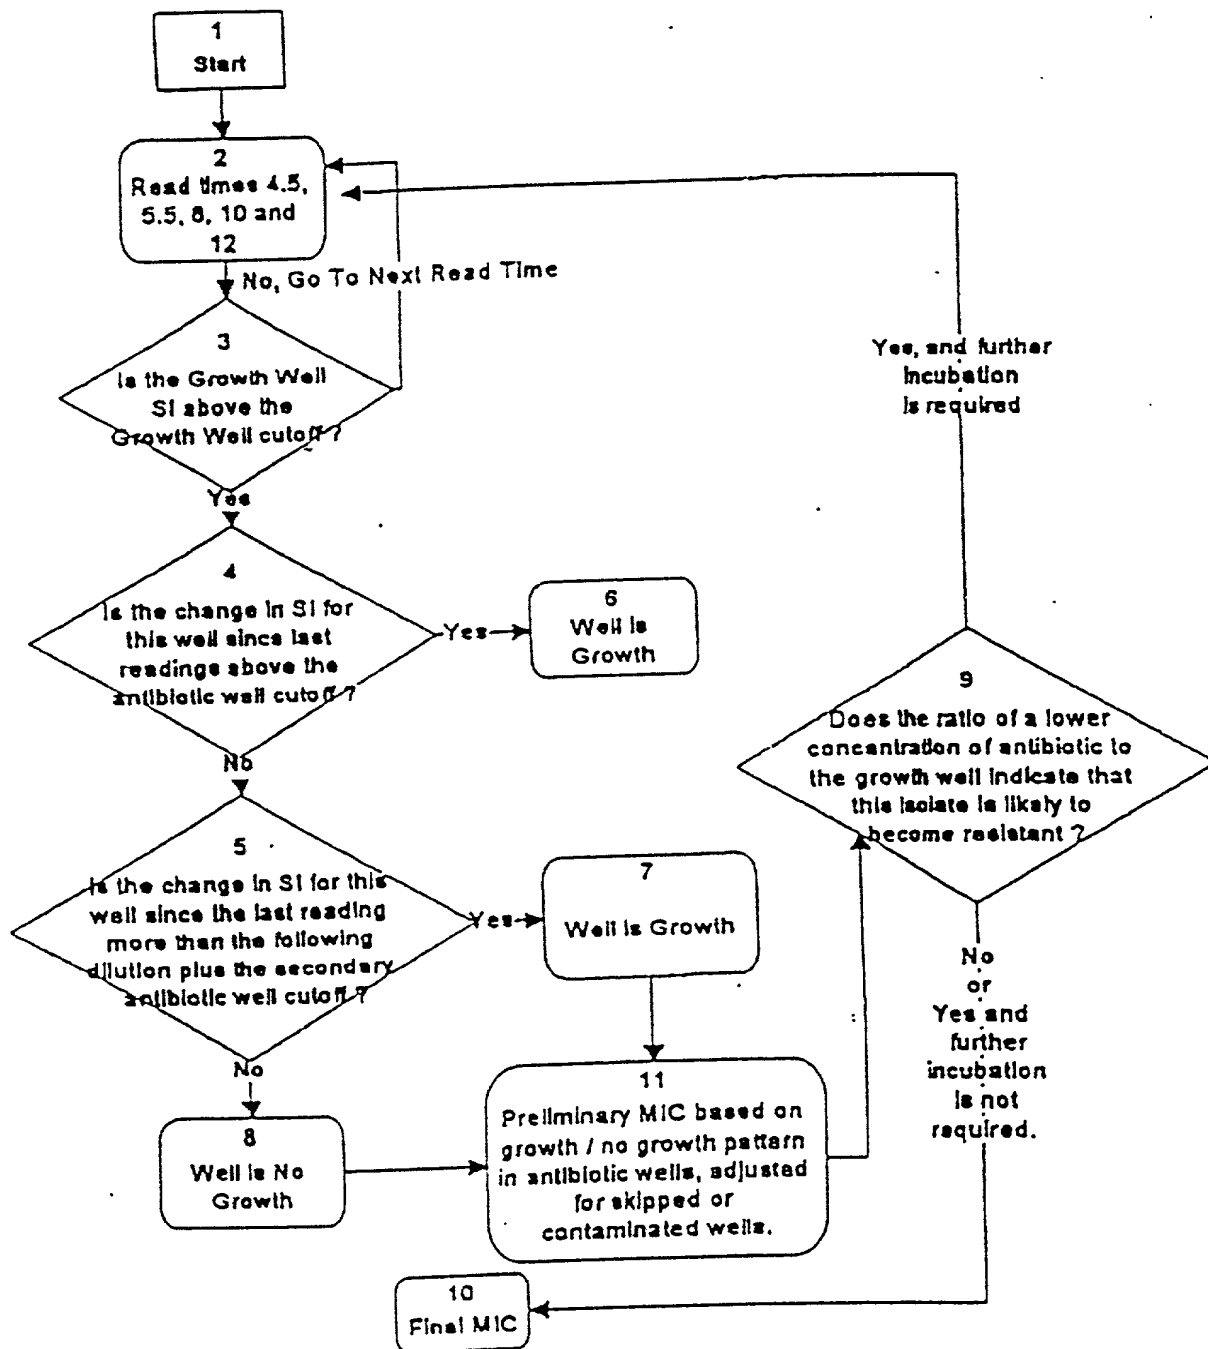 1
Start
2
Read times 4.5,
5.5, 8, 10 and
12
No, Go To Next Read Time
3
Is the Growth Well
SI above the
Growth Well cutoff ?
Yes
4
Is the change in SI for
this well since last
readings above the
antibiotic well cutoff ?
Yes
6
Well is
Growth
No
5
Is the change in SI for this
well since the last reading
more than the following
dilution plus the secondary
antibiotic well cutoff ?
Yes
7
Well is Growth
No
8
Well is No
Growth
11
Preliminary MIC based on
growth / no growth pattern
in antibiotic wells, adjusted
for skipped or
contaminated wells.
9
Does the ratio of a lower
concentration of antibiotic to
the growth well indicate that
this isolate is likely to
become resistant ?
Yes, and further
incubation
is required
No
or
Yes and
further
incubation
is not
required.
10
Final MIC